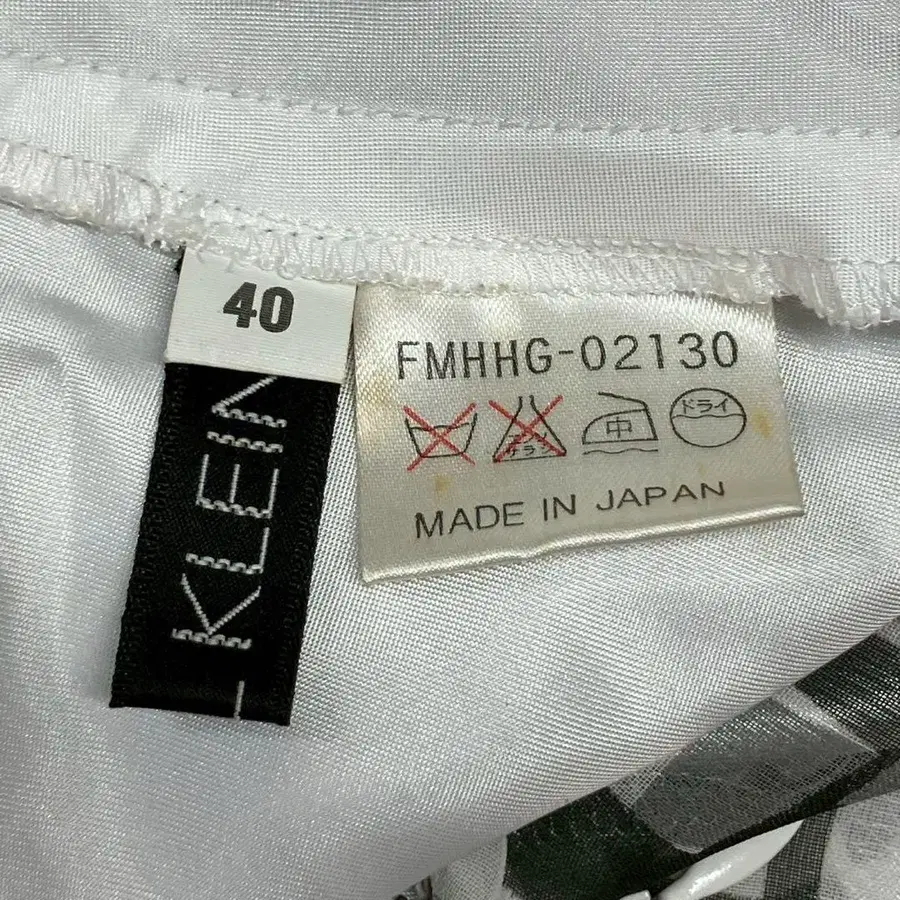 40
KLEIN
FMHHG-02130
中
ドライ
MADE IN JAPAN